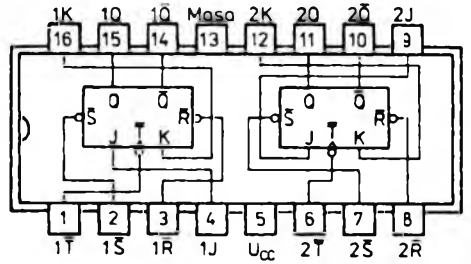 1K 1Q 1Q̅ Masa 2K 2Q 2Q̅ 2J
16 15 14 13 12 11 10 9
Q Q̅ Q Q̅
S̅ R̅ S̅ R̅
J T K J T K
1 2 3 4 5 6 7 8
1T̅ 1S̅ 1R̅ 1J UCC 2T̅ 2S̅ 2R̅